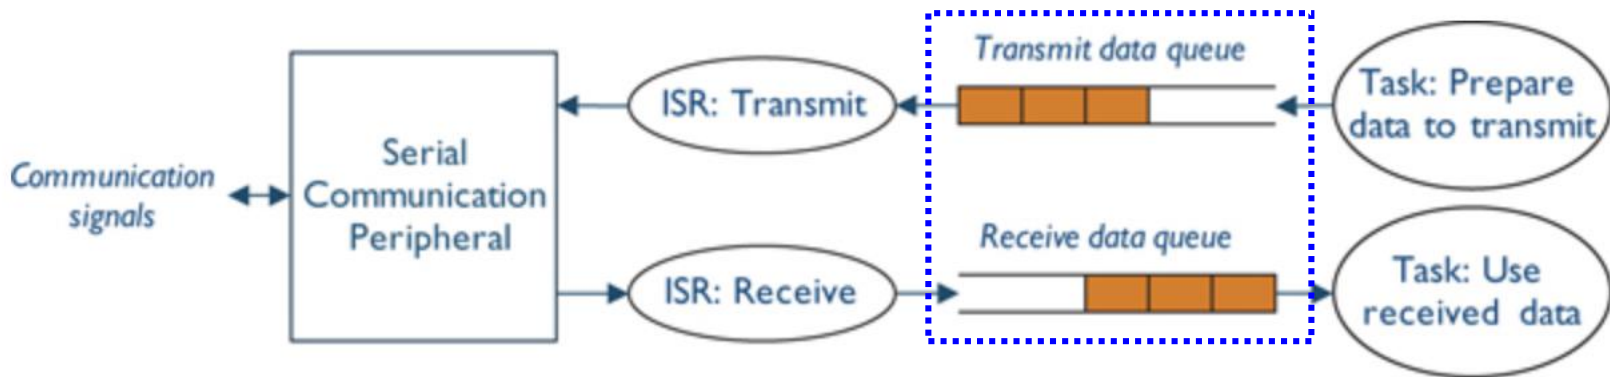 Communication
signals
Serial
Communication
Peripheral
ISR: Transmit
ISR: Receive
Transmit data queue
Receive data queue
Task: Prepare
data to transmit
Task: Use
received data